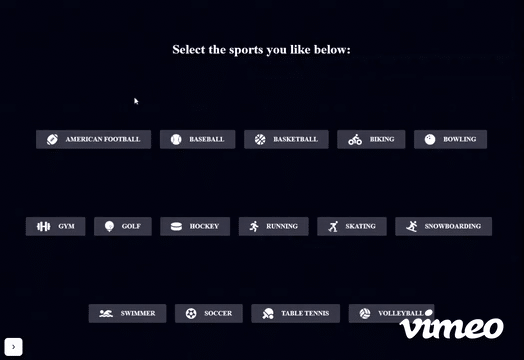 Select the sports you like below:
AMERICAN FOOTBALL BASEBALL BASKETBALL BIKING BOWLING
GYM GOLF HOCKEY RUNNING SKATING SNOWBOARDING
SWIMMER SOCCER TABLE TENNIS VOLLEYBALL
vimeo